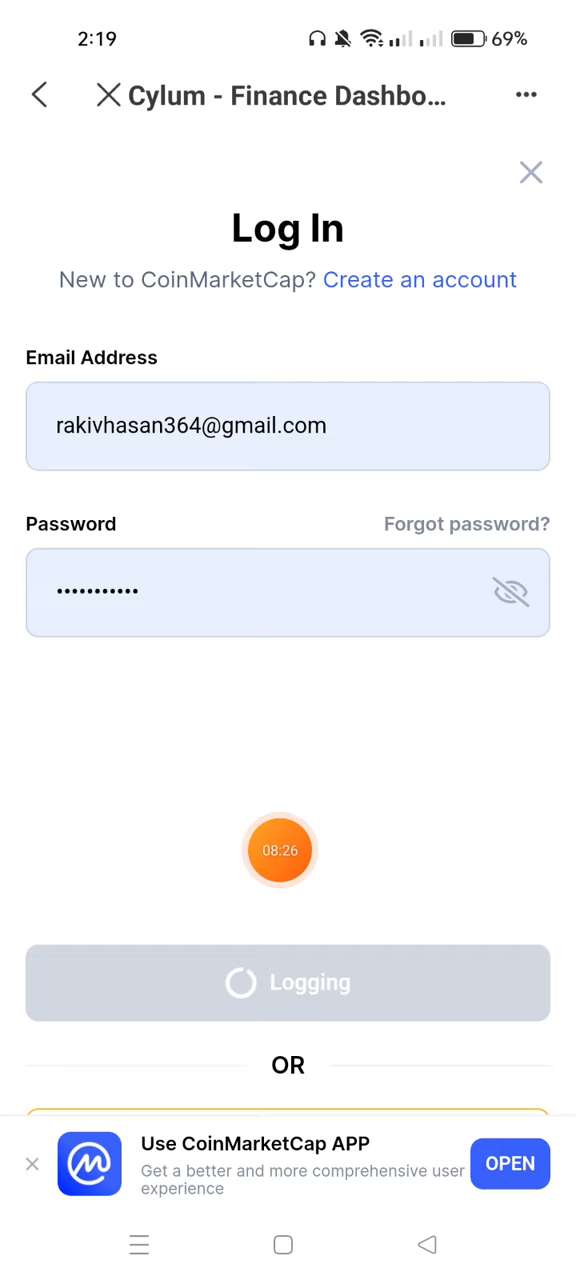 2:19
69%
Cylum - Finance Dashbo...
Log In
New to CoinMarketCap? Create an account
Email Address
rakivhasan364@gmail.com
Password
Forgot password?
•••••••••••
08:26
Logging
OR
Use CoinMarketCap APP
Get a better and more comprehensive user
experience
OPEN